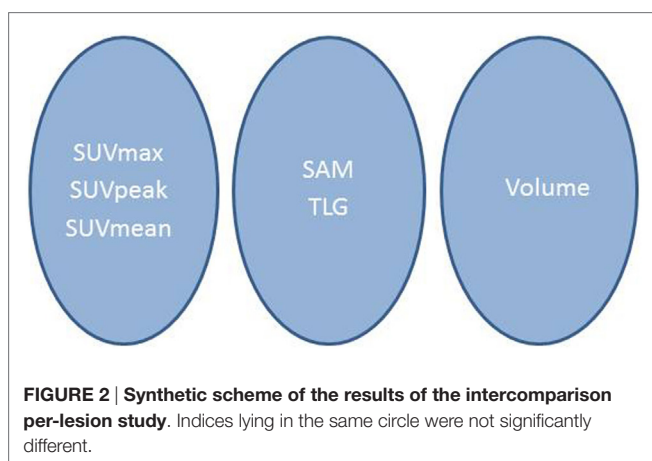 SUVmax
SUVpeak
SUVmean
SAM
TLG
Volume
FIGURE 2 | Synthetic scheme of the results of the intercomparison
per-lesion study. Indices lying in the same circle were not significantly
different.